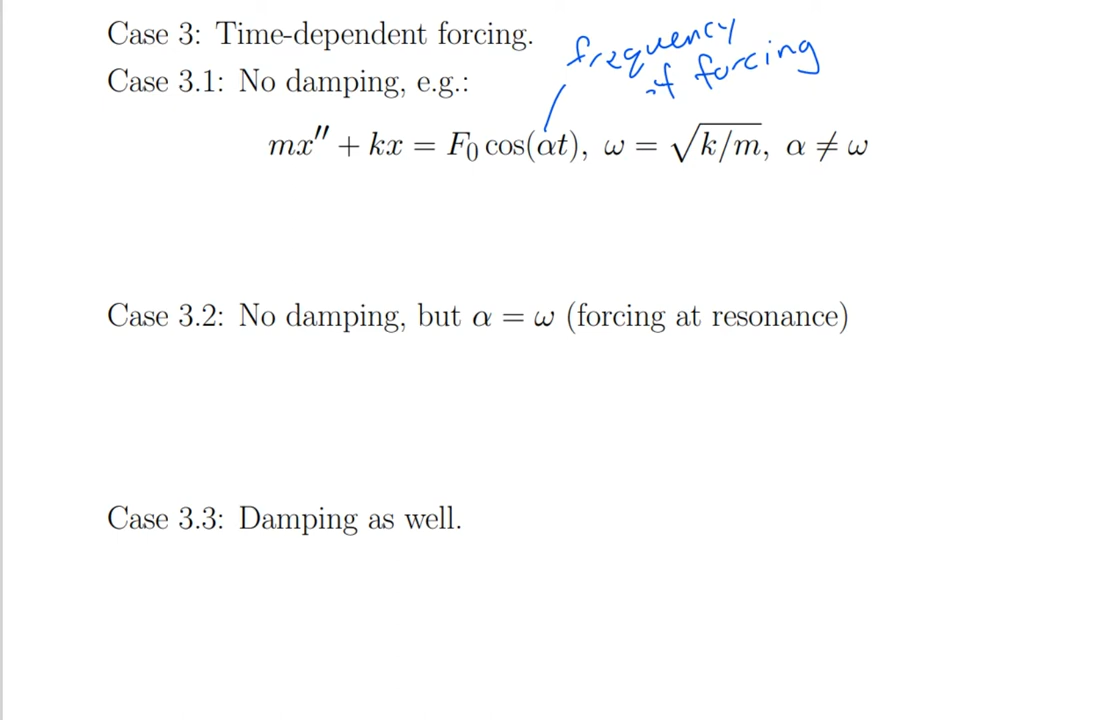 Case 3: Time-dependent forcing.
frequency
of forcing
Case 3.1: No damping, e.g.:
mx″ + kx = F₀ cos(αt), ω = √k/m, α ≠ ω
Case 3.2: No damping, but α = ω (forcing at resonance)
Case 3.3: Damping as well.